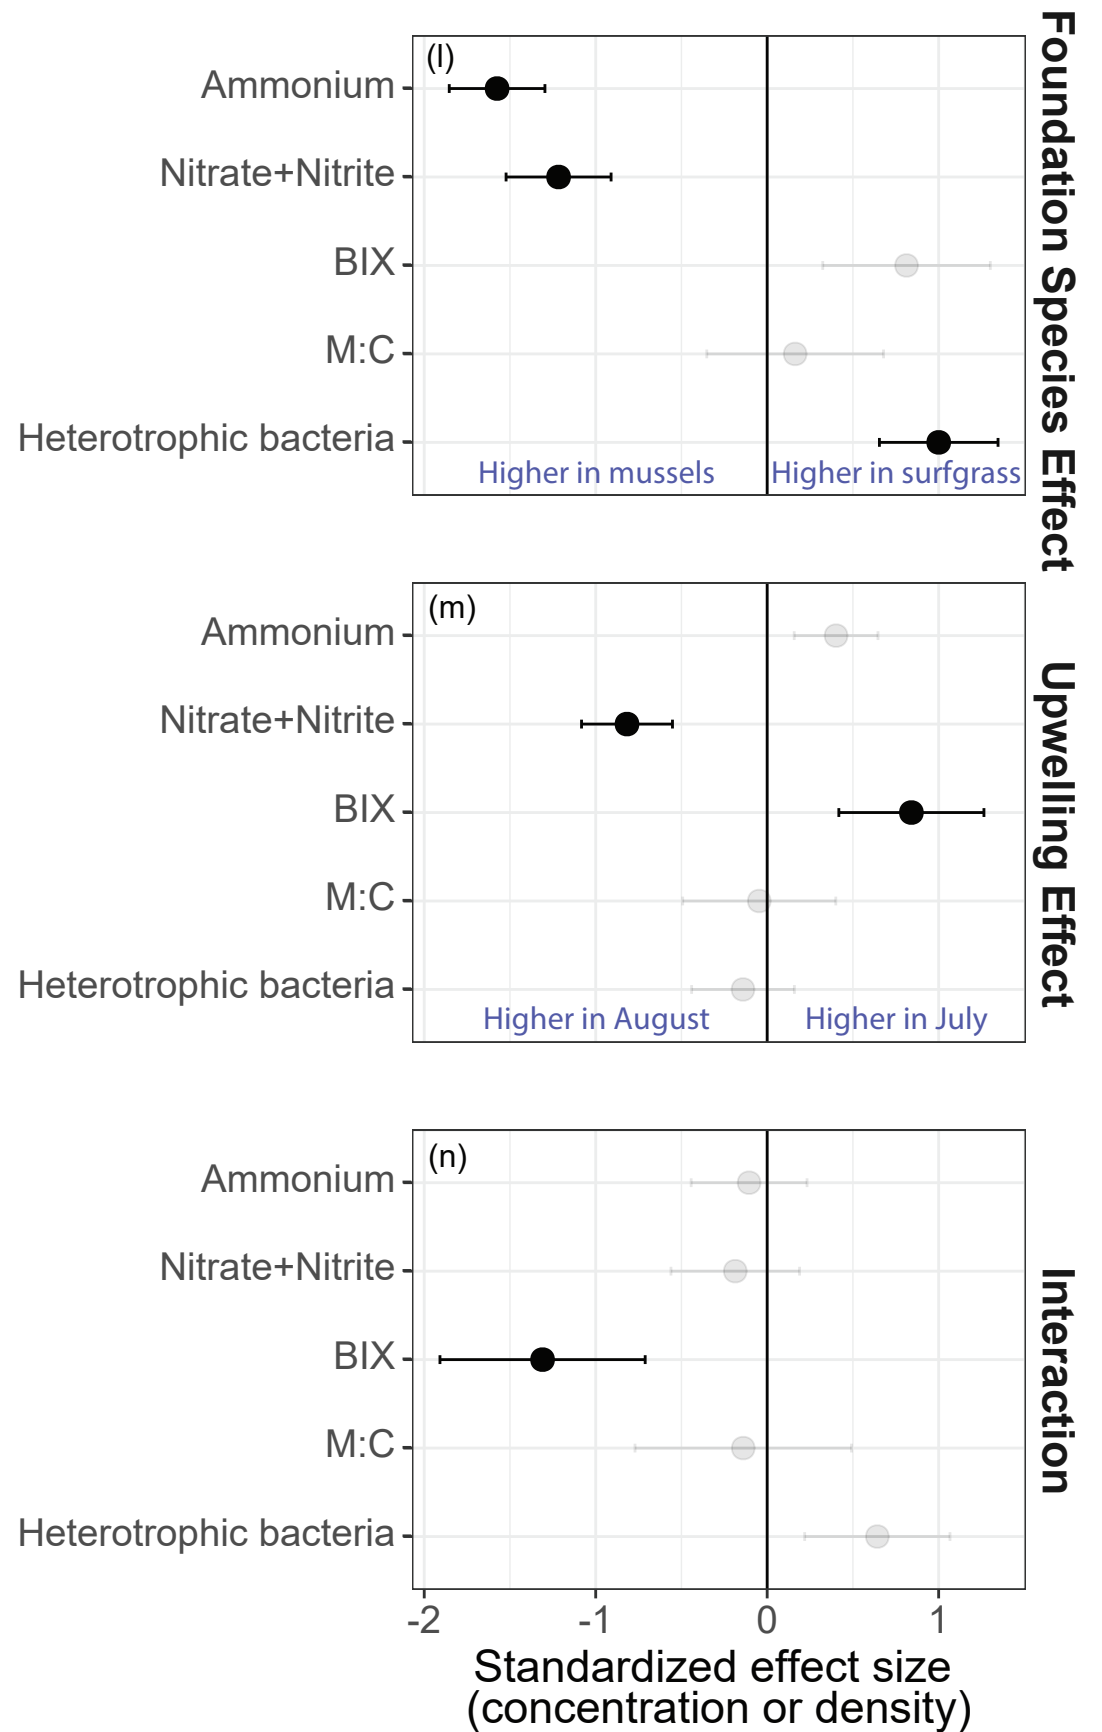 (l)
Ammonium
Nitrate+Nitrite
BIX
M:C
Heterotrophic bacteria
Higher in mussels
Higher in surfgrass
Foundation Species Effect
(m)
Ammonium
Nitrate+Nitrite
BIX
M:C
Heterotrophic bacteria
Higher in August
Higher in July
Upwelling Effect
(n)
Ammonium
Nitrate+Nitrite
BIX
M:C
Heterotrophic bacteria
Interaction
-2 -1 0 1
Standardized effect size
(concentration or density)